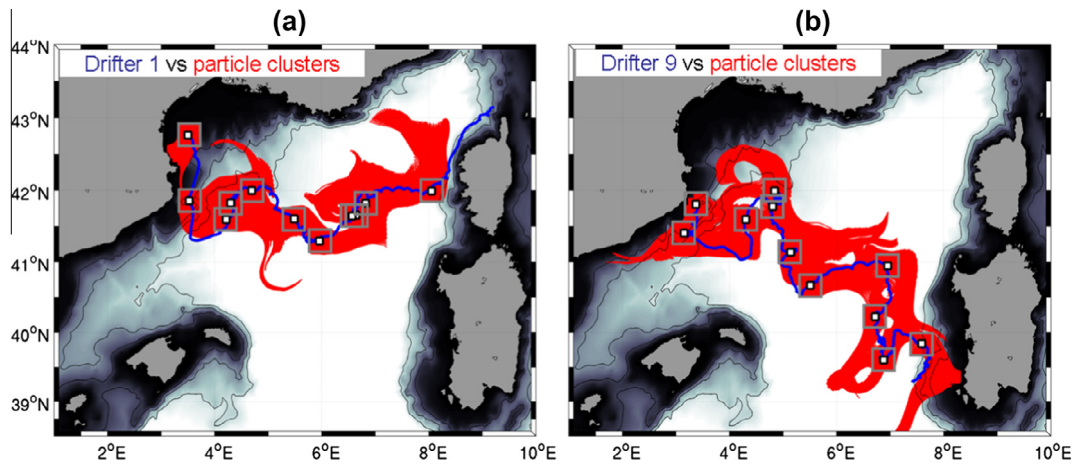 (a)
(b)
Drifter 1 vs particle clusters
Drifter 9 vs particle clusters
44°N
43°N
42°N
41°N
40°N
39°N
2°E 4°E 6°E 8°E 10°E
2°E 4°E 6°E 8°E 10°E